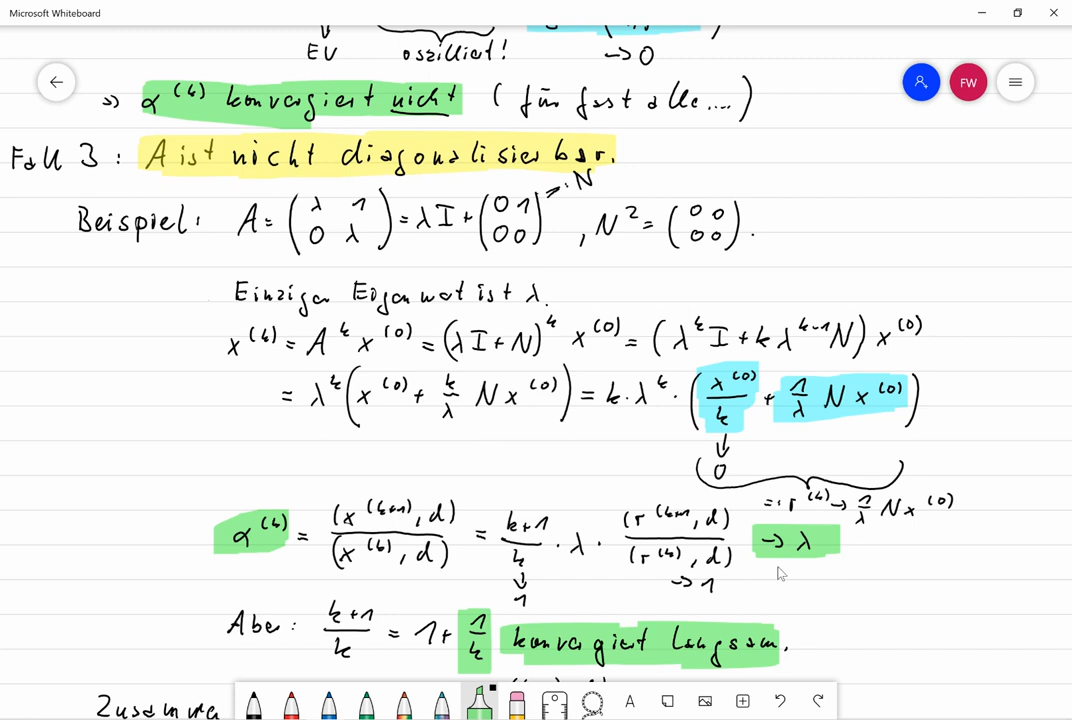 Microsoft Whiteboard
EV oszilliert! → 0
FW
⇒ α^(k) konvergiert nicht (für fast alle....)
Fall 3: A ist nicht diagonalisierbar.
=: N
Beispiel: A = (λ 1; 0 λ) = λI + (0 1; 0 0), N² = (0 0; 0 0).
Einziger Eigenwert ist λ.
x^(k) = A^k x^(0) = (λI + N)^k x^(0) = (λ^k I + k λ^(k-1) N) x^(0)
= λ^k (x^(0) + k/λ N x^(0)) = k · λ^k · (x^(0)/k + 1/λ N x^(0))
↓
0
=: r^(k) → 1/λ N x^(0)
α^(k) = (x^(k+1), d)/(x^(k), d) = (k+1)/k · λ · (r^(k+1), d)/(r^(k), d) → λ
↓ → 1
1
Aber: (k+1)/k = 1 + 1/k konvergiert langsam.
Zusamm
A